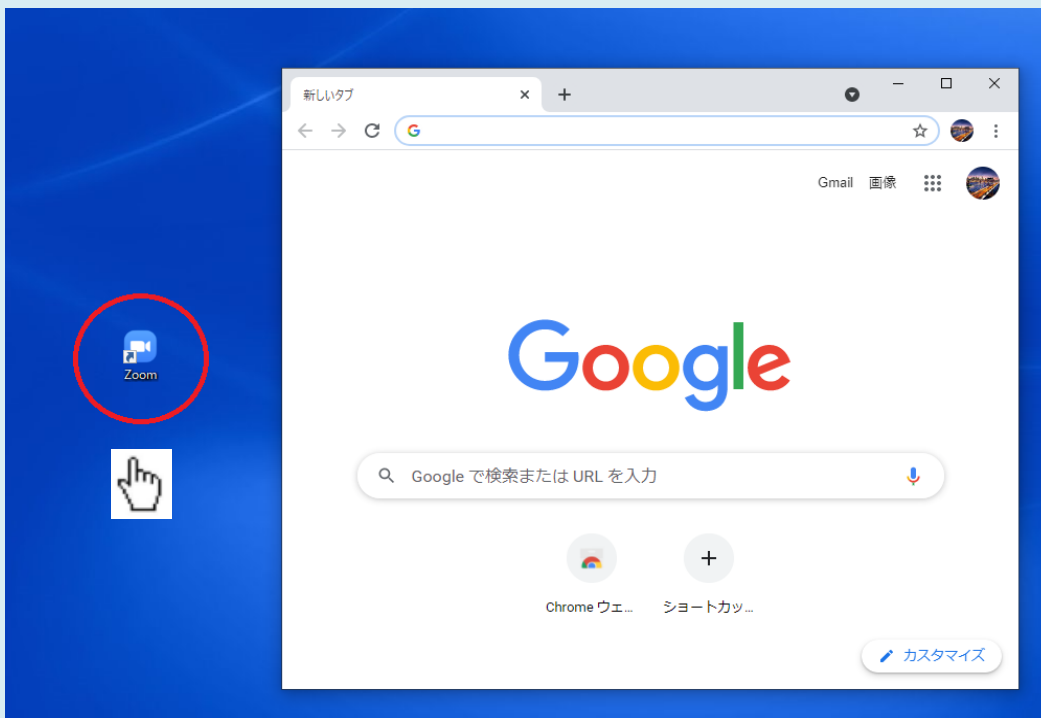 新しいタブ
Gmail 画像
Zoom
Google
Google で検索または URL を入力
Chrome ウェ... ショートカッ...
カスタマイズ